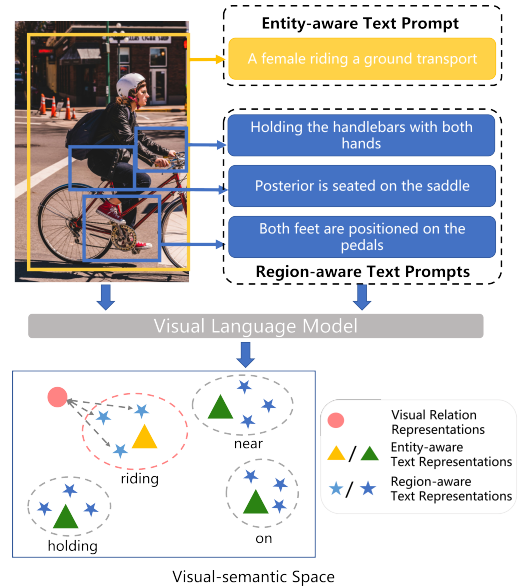 Entity-aware Text Prompt
A female riding a ground transport
Holding the handlebars with both
hands
Posterior is seated on the saddle
Both feet are positioned on the
pedals
Region-aware Text Prompts
Visual Language Model
near
riding
holding
on
Visual Relation
Representations
/
Entity-aware
Text Representations
/
Region-aware
Text Representations
Visual-semantic Space